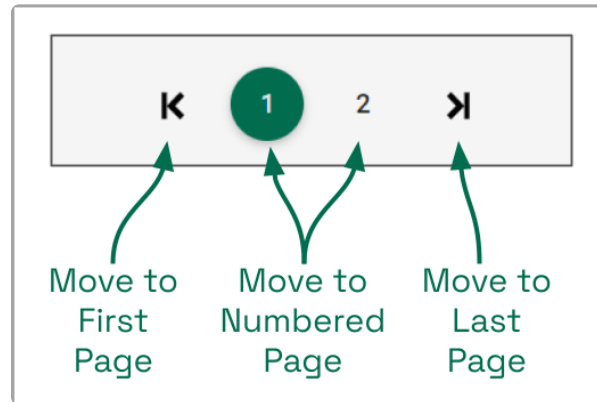 1 2
Move to
First
Page
Move to
Numbered
Page
Move to
Last
Page